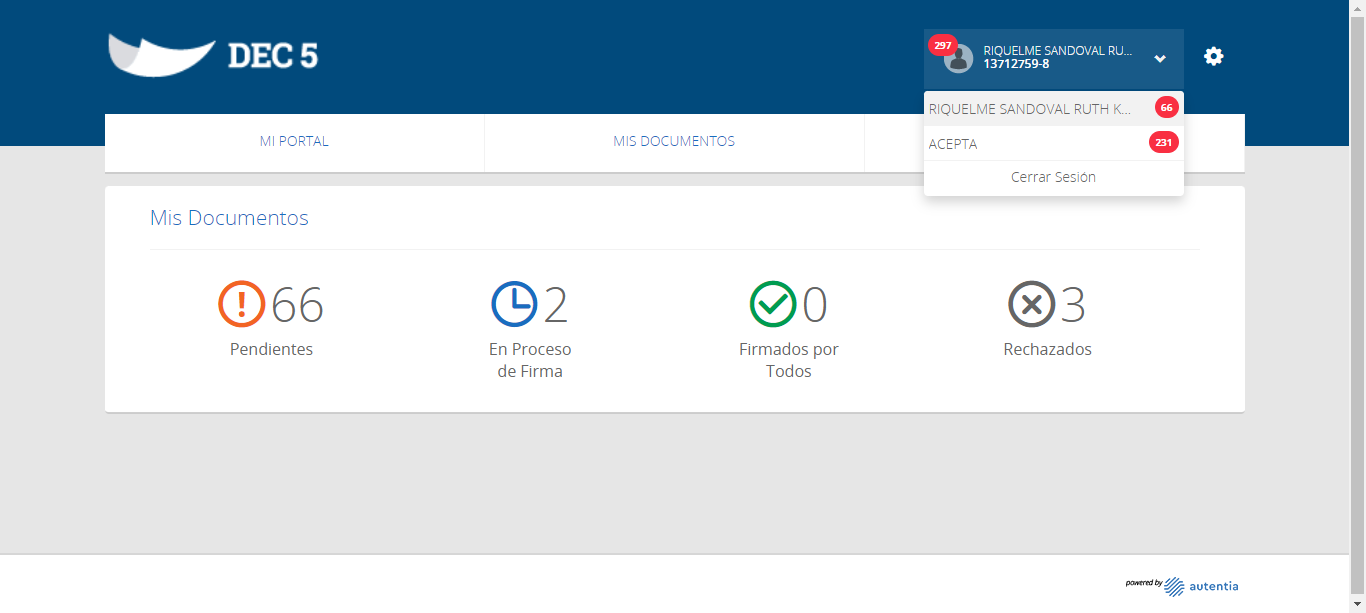 DEC 5
297
RIQUELME SANDOVAL RU...
13712759-8
RIQUELME SANDOVAL RUTH K...
66
ACEPTA
231
Cerrar Sesión
MI PORTAL
MIS DOCUMENTOS
Mis Documentos
66
Pendientes
2
En Proceso
de Firma
0
Firmados por
Todos
3
Rechazados
powered by
autentia